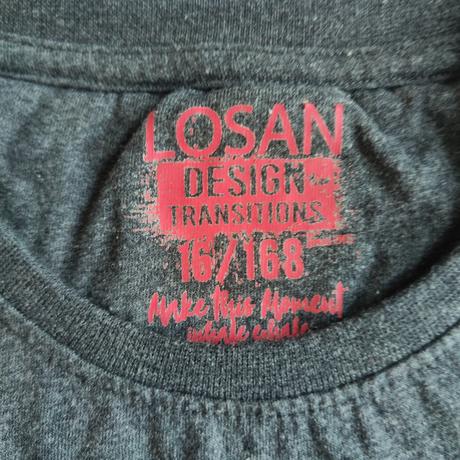 LOSAN
DESIGN
TRANSITIONS
16/168
Make this Moment